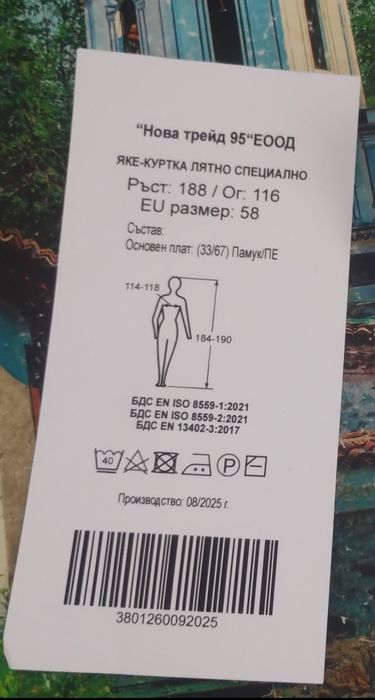 "Нова трейд 95"ЕООД
ЯКЕ-КУРТКА ЛЯТНО СПЕЦИАЛНО
Ръст: 188 / Ог: 116
EU размер: 58
Състав:
Основен плат: (33/67) Памук/ПЕ
114-118
184-190
БДС EN ISO 8559-1:2021
БДС EN ISO 8559-2:2021
БДС EN 13402-3:2017
40 P
Производство: 08/2025 г.
3801260092025